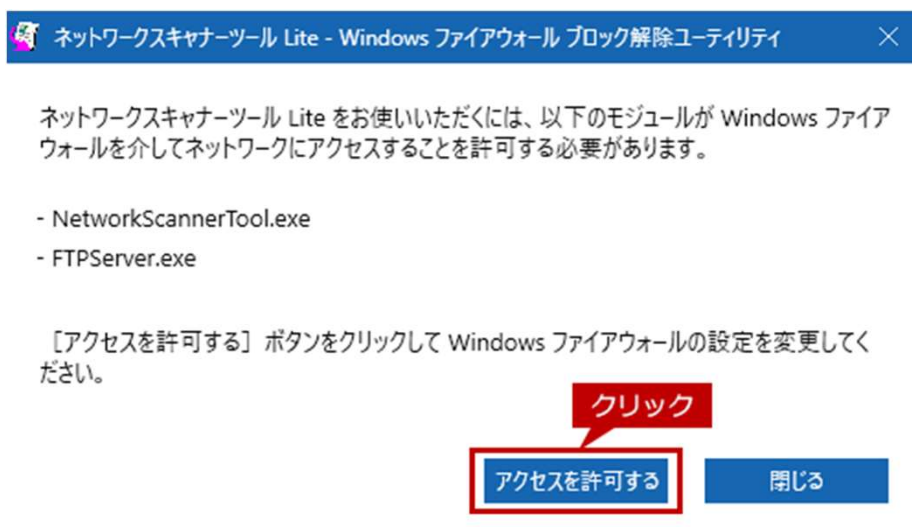 ネットワークスキャナーツール Lite - Windows ファイアウォール ブロック解除ユーティリティ
ネットワークスキャナーツール Lite をお使いいただくには、以下のモジュールが Windows ファイア
ウォールを介してネットワークにアクセスすることを許可する必要があります。
- NetworkScannerTool.exe
- FTPServer.exe
［アクセスを許可する］ボタンをクリックして Windows ファイアウォールの設定を変更してく
ださい。
クリック
アクセスを許可する
閉じる